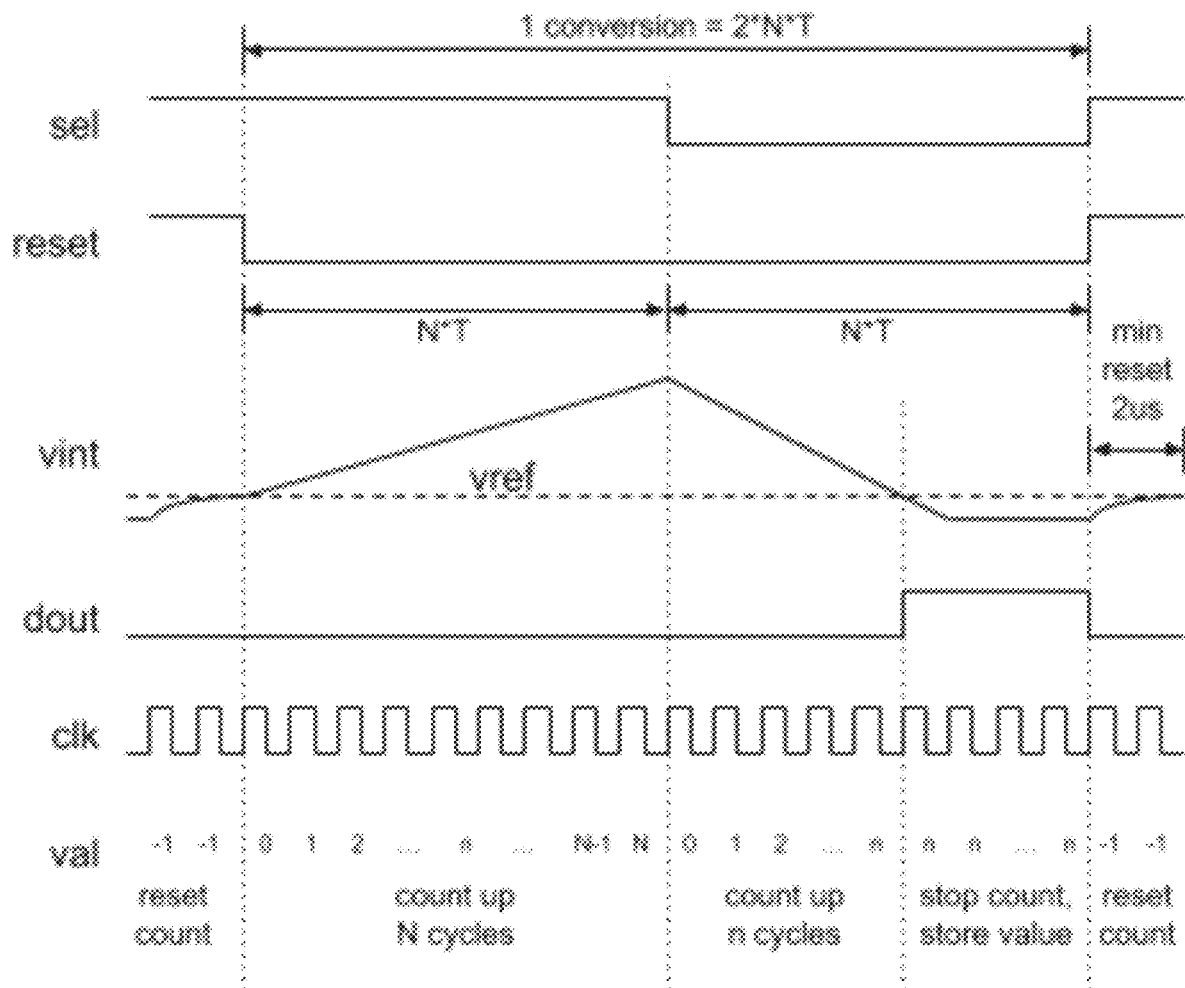 1 conversion = 2*N*T
sel
reset
N*T N*T
min
reset
2us
vint
vref
dout
clk
val -1 -1 0 1 2 ... n ... N-1 N 0 1 2 ... n n n ... n -1 -1
reset count up count up stop count, reset
count N cycles n cycles store value count